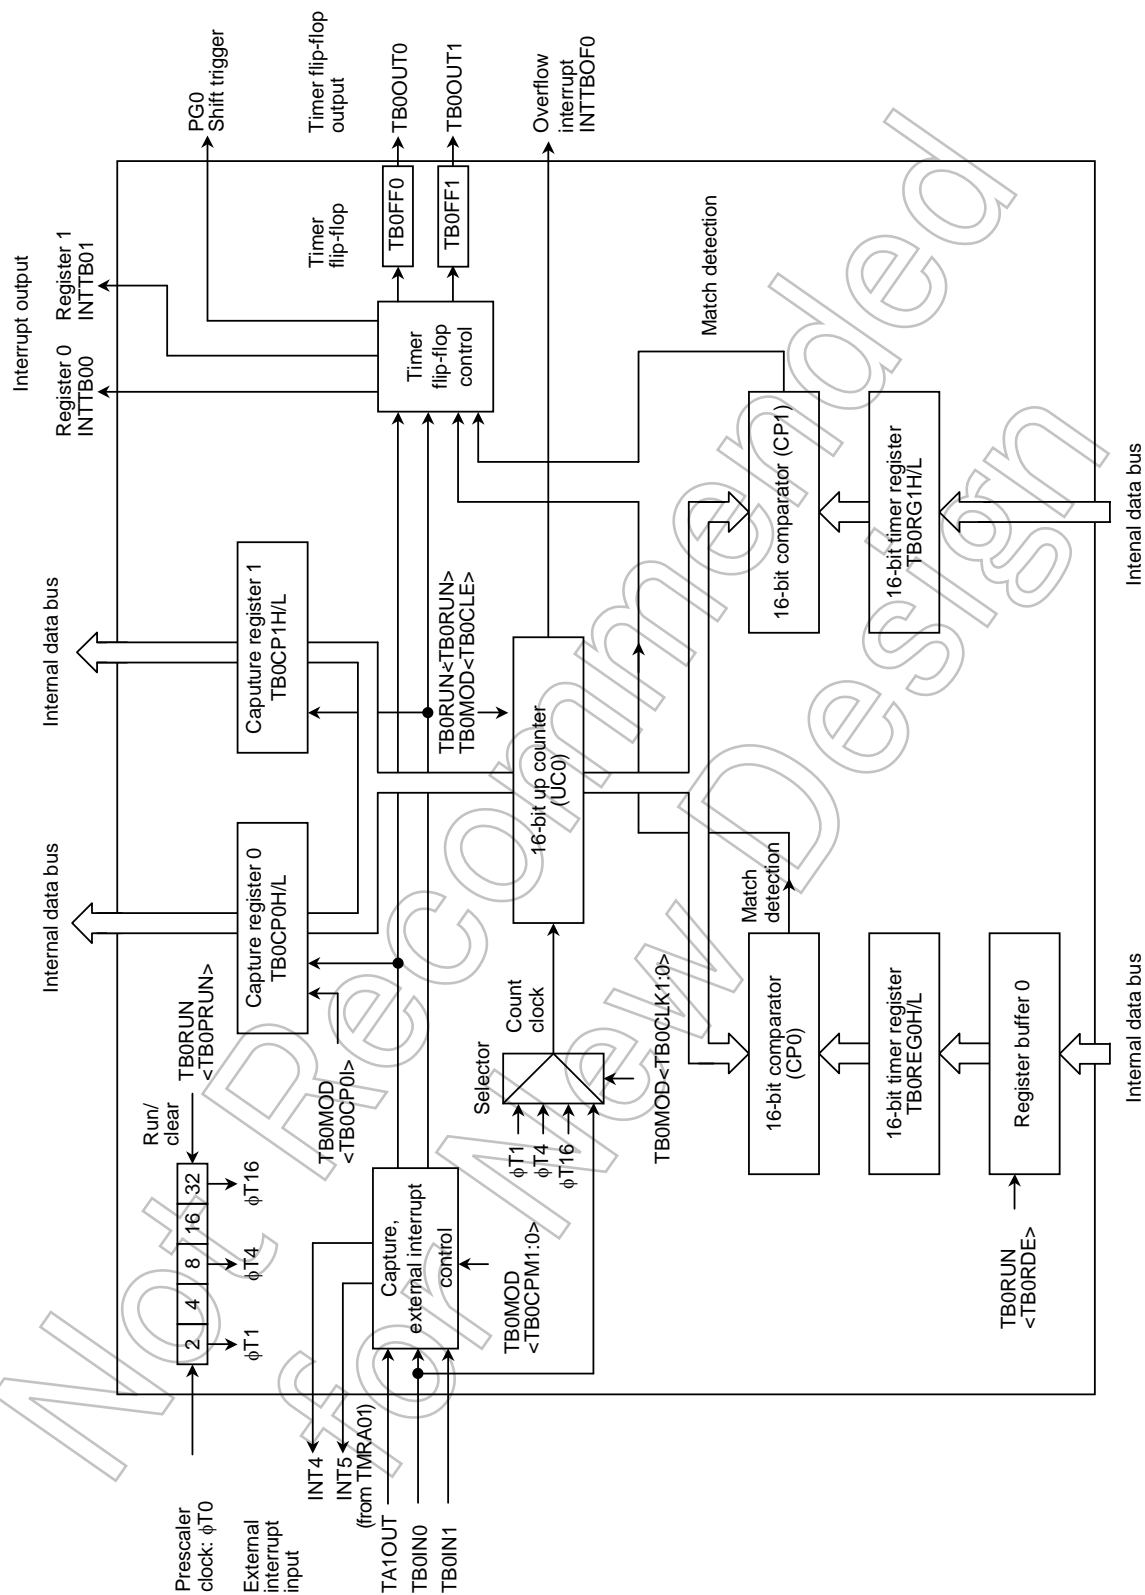 Prescaler
clock: ϕT0
2
4
8
16
32
ϕT1
ϕT4
ϕT16
Run/
clear
TB0RUN
<TB0PRUN>
Internal data bus
Internal data bus
Interrupt output
Register 0
INTTB00
Register 1
INTTB01
PG0
Shift trigger
External
interrupt
input
INT4
INT5
(from TMRA01)
TA1OUT
TB0IN0
TB0IN1
Capture,
external interrupt
control
TB0MOD
<TB0CPM1:0>
TB0MOD
<TB0CP0I>
Capture register 0
TB0CP0H/L
Caputure register 1
TB0CP1H/L
Timer
flip-flop
control
Timer
flip-flop
TB0FF0
TB0FF1
Timer flip-flop
output
TB0OUT0
TB0OUT1
Selector
ϕT1
ϕT4
ϕT16
Count
clock
TB0MOD<TB0CLK1:0>
TB0RUN<TB0RUN>
TB0MOD<TB0CLE>
16-bit up counter
(UC0)
Overflow
interrupt
INTTBOF0
Match
detection
Match detection
16-bit comparator
(CP0)
16-bit comparator (CP1)
16-bit timer register
TB0REG0H/L
16-bit timer register
TB0RG1H/L
Register buffer 0
TB0RUN
<TB0RDE>
Internal data bus
Intenal data bus
Not Recommended
for New Design